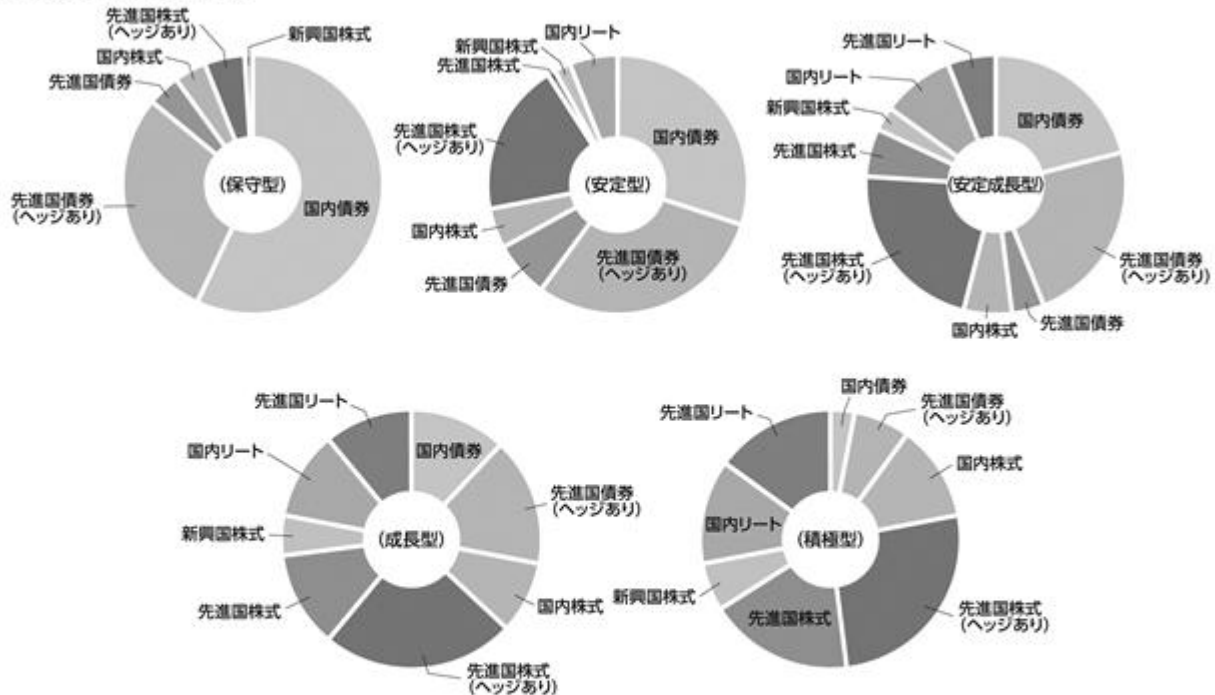 先進国株式
(ヘッジあり)
新興国株式
国内株式
先進国債券
先進国債券
(ヘッジあり)
(保守型)
国内債券
国内リート
新興国株式
先進国株式
先進国株式
(ヘッジあり)
国内債券
(安定型)
国内株式
先進国債券
先進国債券
(ヘッジあり)
先進国リート
国内リート
新興国株式
先進国株式
国内債券
(安定成長型)
先進国株式
(ヘッジあり)
先進国債券
(ヘッジあり)
国内株式
先進国債券
先進国リート
国内リート
国内債券
先進国債券
(ヘッジあり)
新興国株式
(成長型)
先進国株式
国内株式
先進国株式
(ヘッジあり)
国内債券
先進国リート
先進国債券
(ヘッジあり)
国内株式
国内リート
(積極型)
新興国株式
先進国株式
先進国株式
(ヘッジあり)